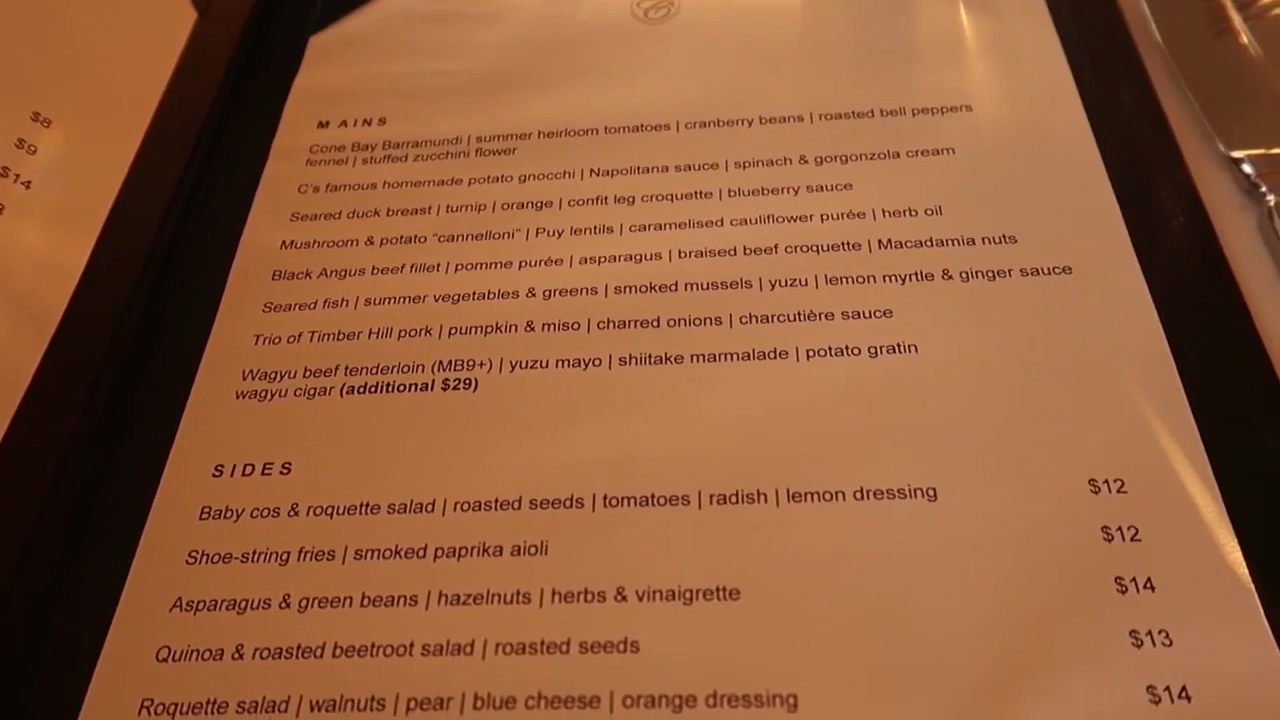 $8
$9
$14
MAINS
Cone Bay Barramundi | summer heirloom tomatoes | cranberry beans | roasted bell peppers
fennel | stuffed zucchini flower
C's famous homemade potato gnocchi | Napolitana sauce | spinach & gorgonzola cream
Seared duck breast | turnip | orange | confit leg croquette | blueberry sauce
Mushroom & potato "cannelloni" | Puy lentils | caramelised cauliflower purée | herb oil
Black Angus beef fillet | pomme purée | asparagus | braised beef croquette | Macadamia nuts
Seared fish | summer vegetables & greens | smoked mussels | yuzu | lemon myrtle & ginger sauce
Trio of Timber Hill pork | pumpkin & miso | charred onions | charcutière sauce
Wagyu beef tenderloin (MB9+) | yuzu mayo | shiitake marmalade | potato gratin
wagyu cigar (additional $29)
SIDES
Baby cos & roquette salad | roasted seeds | tomatoes | radish | lemon dressing $12
Shoe-string fries | smoked paprika aioli $12
Asparagus & green beans | hazelnuts | herbs & vinaigrette $14
Quinoa & roasted beetroot salad | roasted seeds $13
Roquette salad | walnuts | pear | blue cheese | orange dressing $14